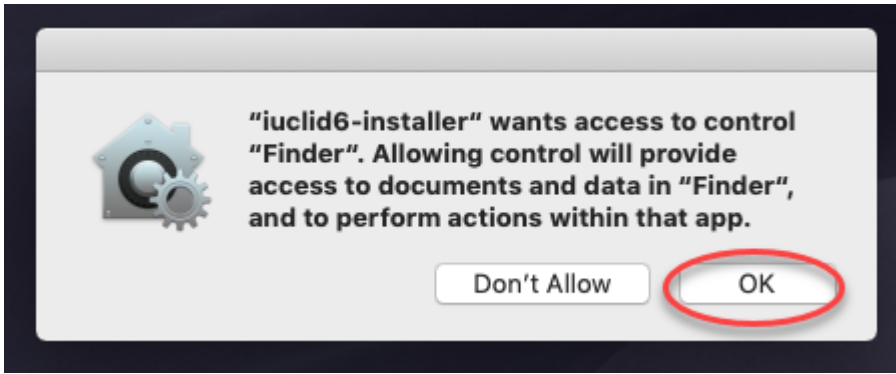 “iuclid6-installer“ wants access to control
“Finder“. Allowing control will provide
access to documents and data in “Finder“,
and to perform actions within that app.
Don’t Allow
OK